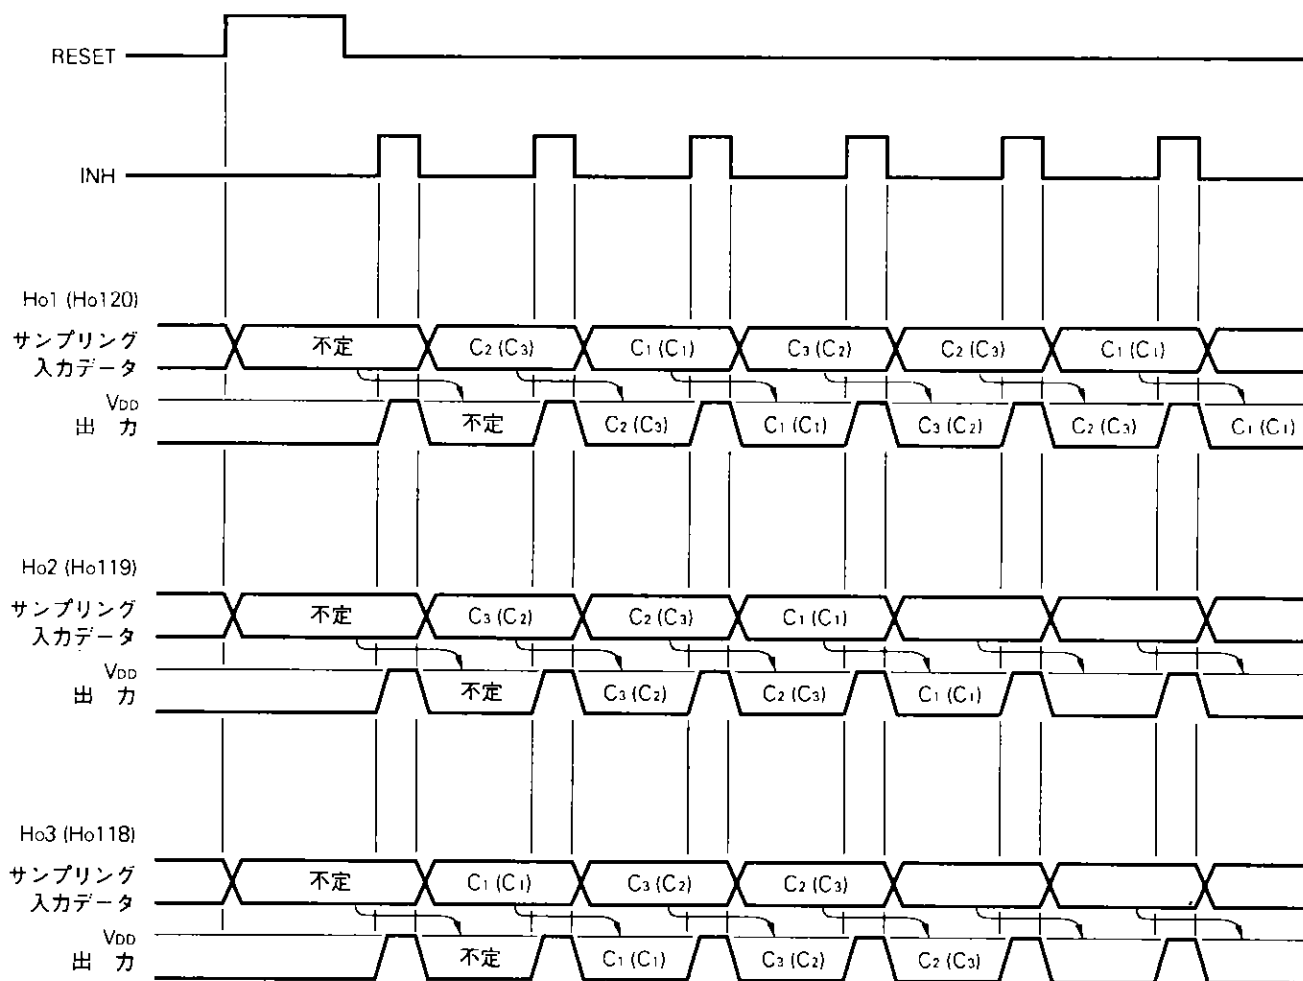 RESET
INH
Ho1 (Ho120)
サンプリング
入力データ
不定 C2 (C3) C1 (C1) C3 (C2) C2 (C3) C1 (C1)
VDD
出 力
不定 C2 (C3) C1 (C1) C3 (C2) C2 (C3) C1 (C1)
Ho2 (Ho119)
サンプリング
入力データ
不定 C3 (C2) C2 (C3) C1 (C1)
VDD
出 力
不定 C3 (C2) C2 (C3) C1 (C1)
Ho3 (Ho118)
サンプリング
入力データ
不定 C1 (C1) C3 (C2) C2 (C3)
VDD
出 力
不定 C1 (C1) C3 (C2) C2 (C3)